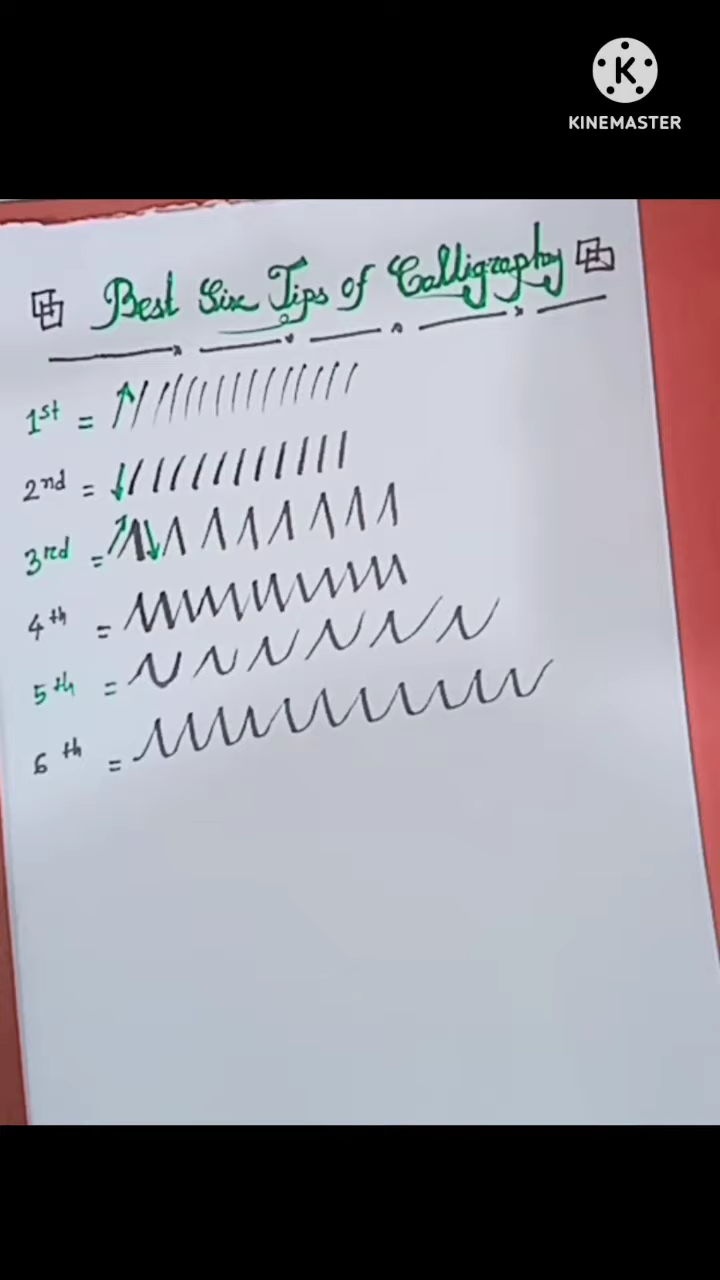 KINEMASTER
Best Six Tips of Calligraphy
1st =
2nd =
3rd =
4th =
5th =
6th =